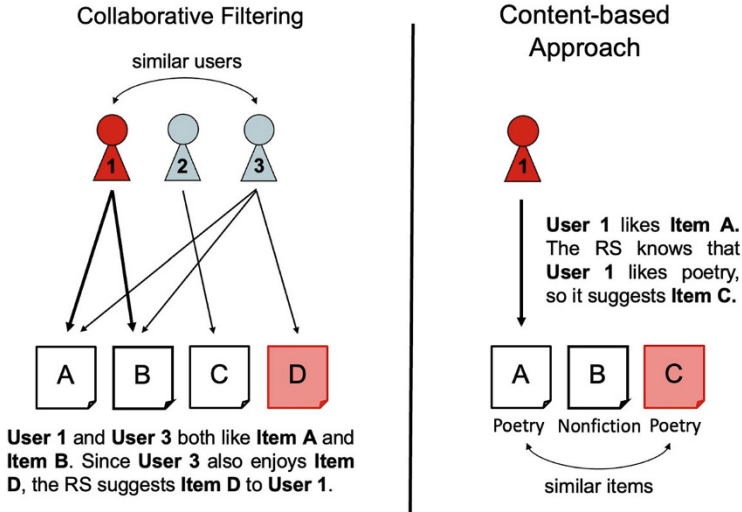 Collaborative Filtering
similar users
1
2
3
A
B
C
D
User 1 and User 3 both like Item A and
Item B. Since User 3 also enjoys Item
D, the RS suggests Item D to User 1.
Content-based
Approach
1
User 1 likes Item A.
The RS knows that
User 1 likes poetry,
so it suggests Item C.
A
B
C
Poetry
Nonfiction
Poetry
similar items